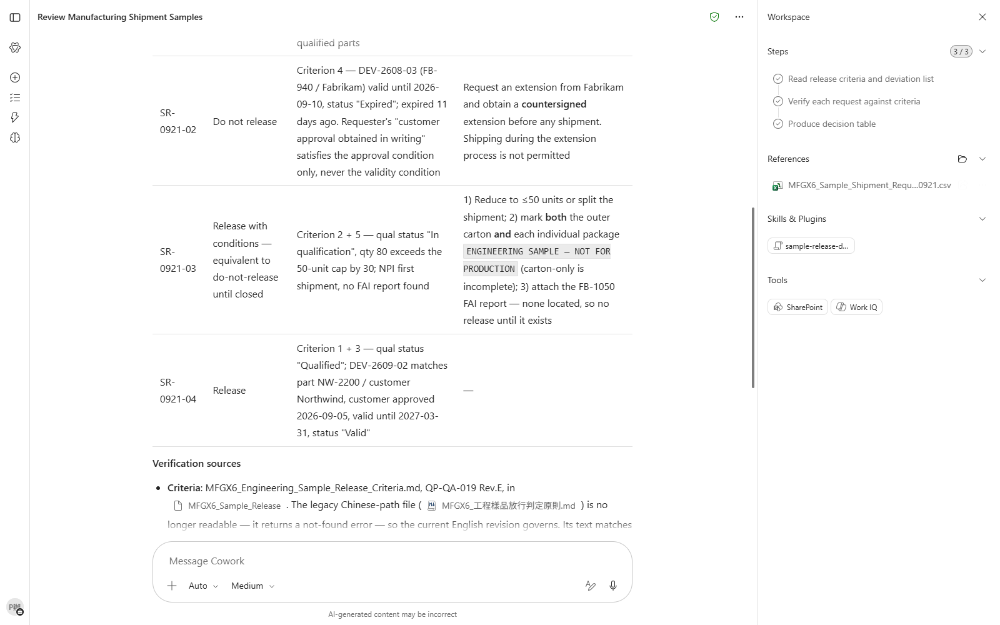 Review Manufacturing Shipment Samples
qualified parts
SR-
0921-02
Do not release
Criterion 4 — DEV-2608-03 (FB-
940 / Fabrikam) valid until 2026-
09-10, status "Expired"; expired 11
days ago. Requester's "customer
approval obtained in writing"
satisfies the approval condition
only, never the validity condition
Request an extension from Fabrikam
and obtain a countersigned
extension before any shipment.
Shipping during the extension
process is not permitted
SR-
0921-03
Release with
conditions —
equivalent to
do-not-release
until closed
Criterion 2 + 5 — qual status "In
qualification", qty 80 exceeds the
50-unit cap by 30; NPI first
shipment, no FAI report found
1) Reduce to ≤50 units or split the
shipment; 2) mark both the outer
carton and each individual package
ENGINEERING SAMPLE — NOT FOR
PRODUCTION (carton-only is
incomplete); 3) attach the FB-1050
FAI report — none located, so no
release until it exists
SR-
0921-04
Release
Criterion 1 + 3 — qual status
"Qualified"; DEV-2609-02 matches
part NW-2200 / customer
Northwind, customer approved
2026-09-05, valid until 2027-03-
31, status "Valid"
—
Verification sources
• Criteria: MFGX6_Engineering_Sample_Release_Criteria.md, QP-QA-019 Rev.E, in
MFGX6_Sample_Release . The legacy Chinese-path file ( MFGX6_工程樣品放行判定原則.md ) is no
longer readable — it returns a not-found error — so the current English revision governs. Its text matches
Message Cowork
Auto
Medium
AI-generated content may be incorrect
Workspace
Steps
3 / 3
Read release criteria and deviation list
Verify each request against criteria
Produce decision table
References
MFGX6_Sample_Shipment_Requ...0921.csv
Skills & Plugins
sample-release-d...
Tools
SharePoint
Work IQ